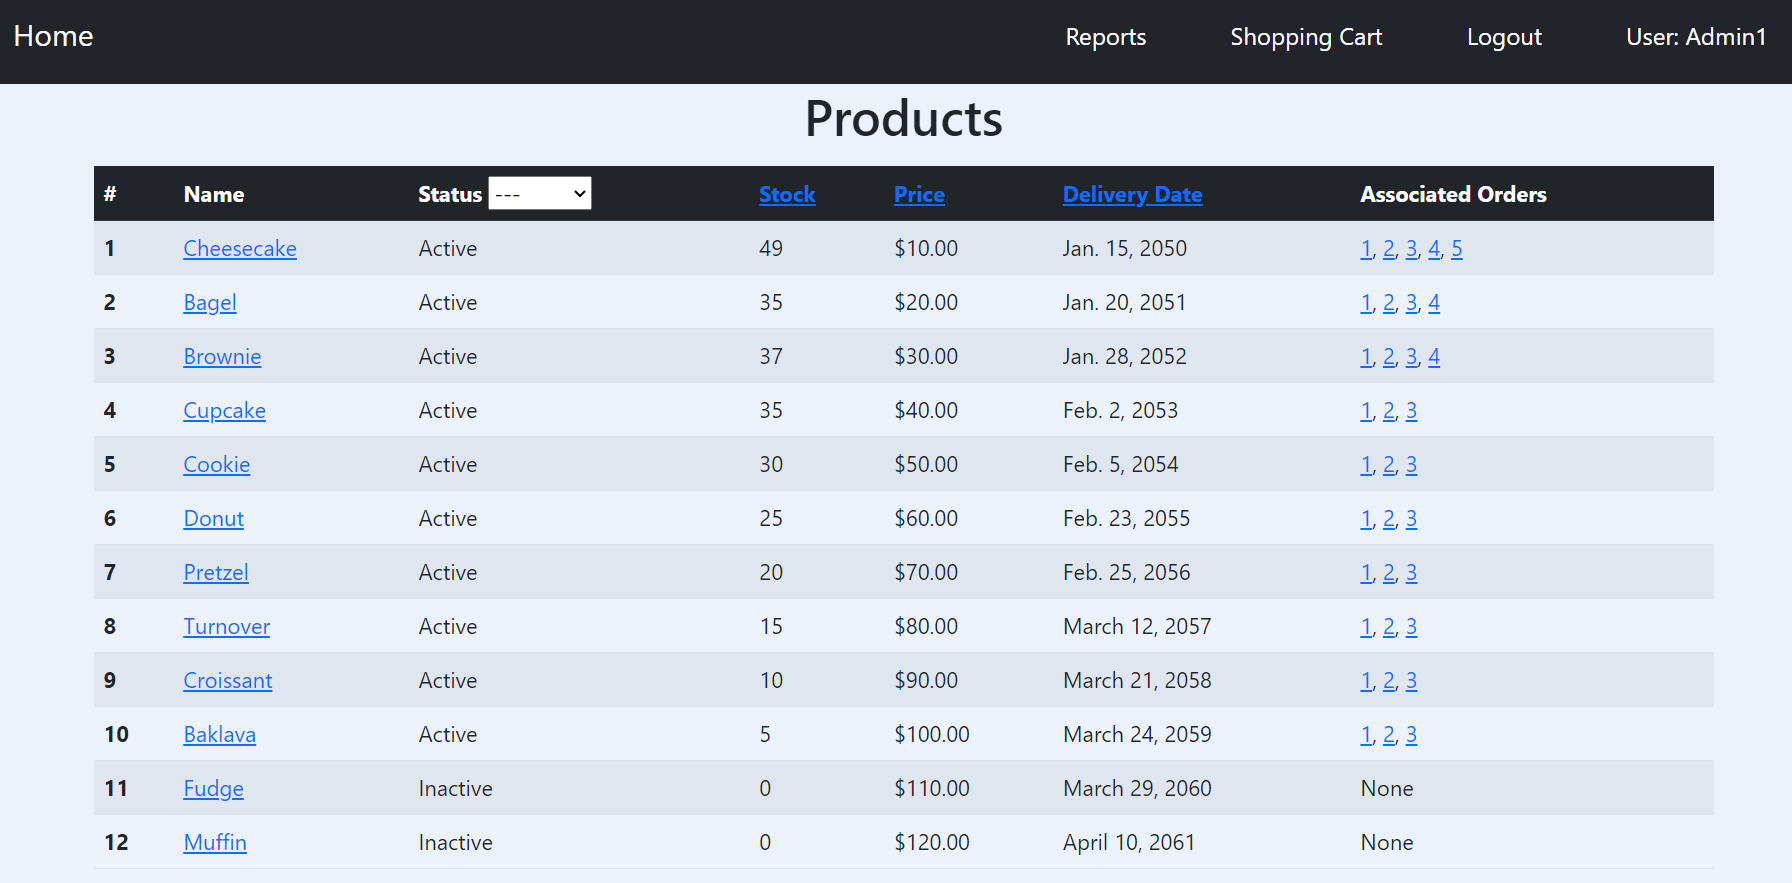 Home Reports Shopping Cart Logout User: Admin1
Products
# Name Status --- Stock Price Delivery Date Associated Orders
1 Cheesecake Active 49 $10.00 Jan. 15, 2050 1, 2, 3, 4, 5
2 Bagel Active 35 $20.00 Jan. 20, 2051 1, 2, 3, 4
3 Brownie Active 37 $30.00 Jan. 28, 2052 1, 2, 3, 4
4 Cupcake Active 35 $40.00 Feb. 2, 2053 1, 2, 3
5 Cookie Active 30 $50.00 Feb. 5, 2054 1, 2, 3
6 Donut Active 25 $60.00 Feb. 23, 2055 1, 2, 3
7 Pretzel Active 20 $70.00 Feb. 25, 2056 1, 2, 3
8 Turnover Active 15 $80.00 March 12, 2057 1, 2, 3
9 Croissant Active 10 $90.00 March 21, 2058 1, 2, 3
10 Baklava Active 5 $100.00 March 24, 2059 1, 2, 3
11 Fudge Inactive 0 $110.00 March 29, 2060 None
12 Muffin Inactive 0 $120.00 April 10, 2061 None